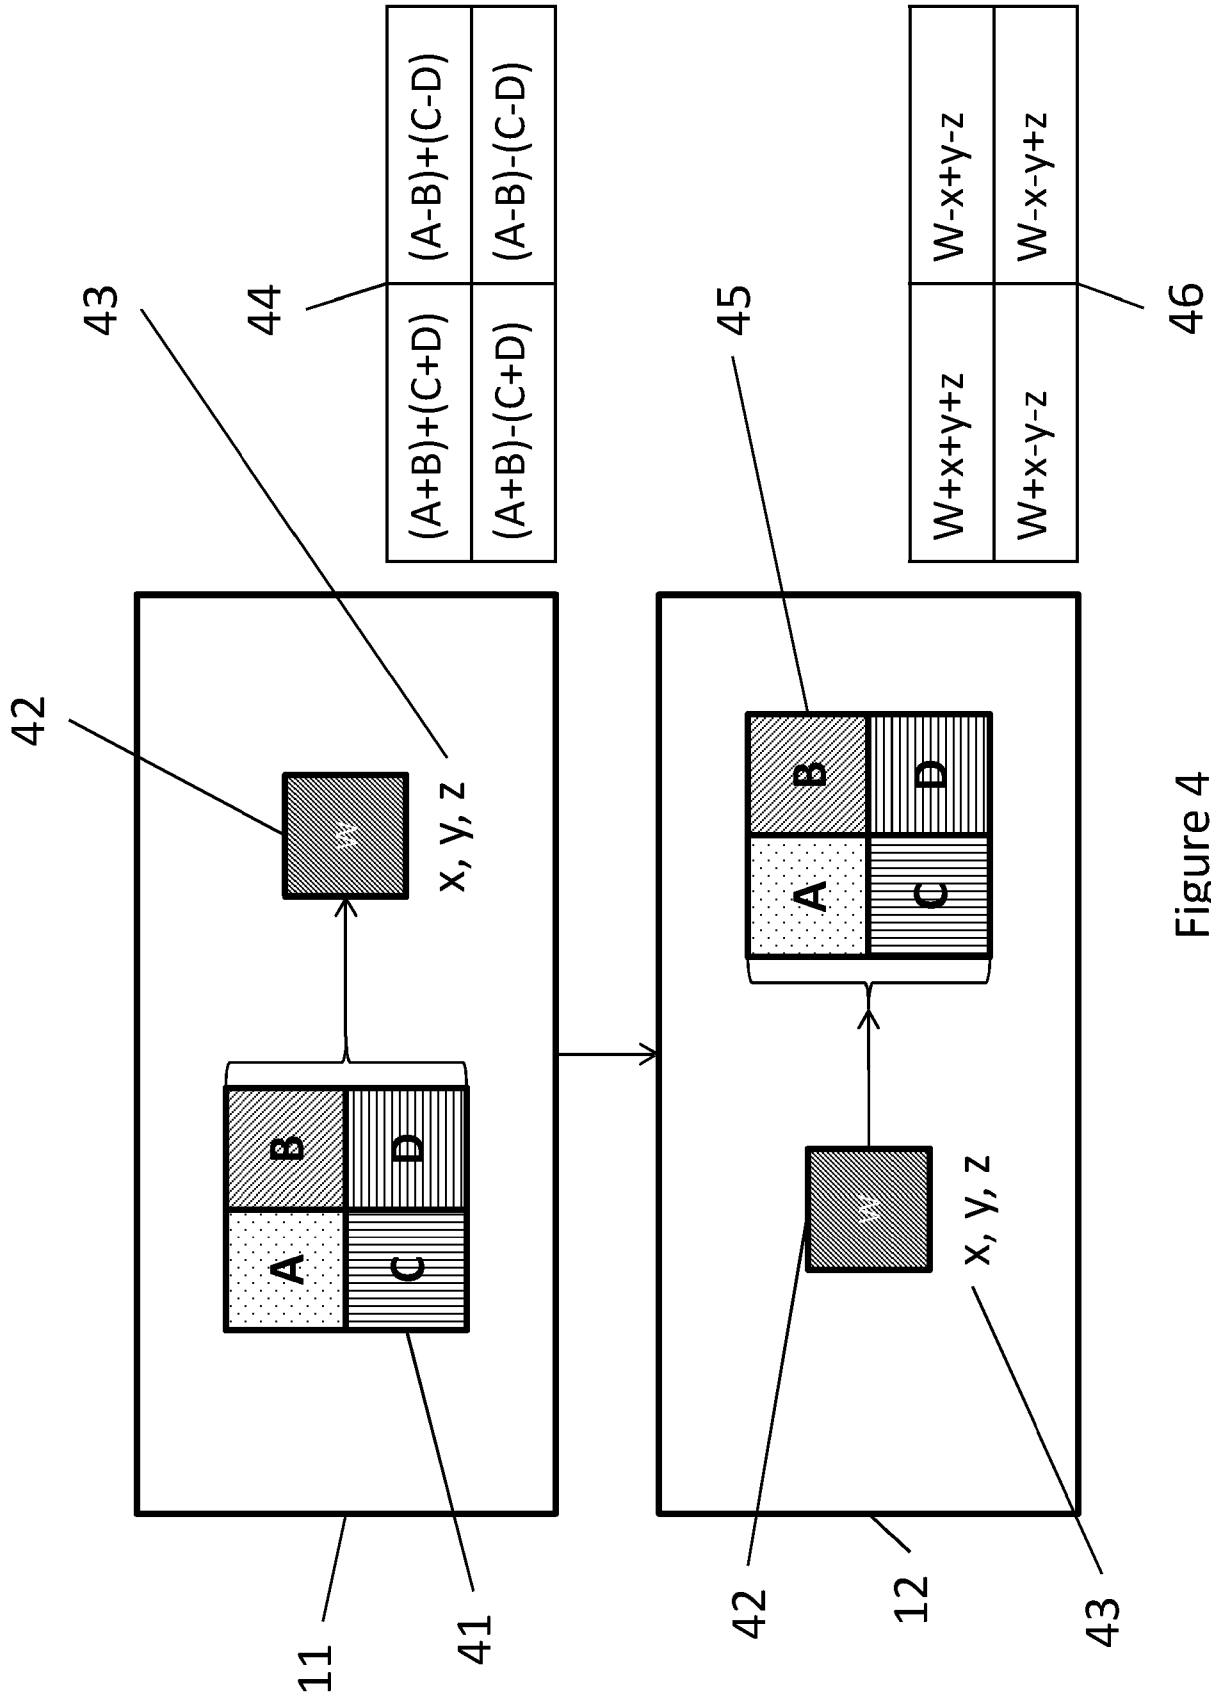 11
41
42
43
A
B
C
D
W
x, y, z
44
(A+B)+(C+D)
(A-B)+(C-D)
(A+B)-(C+D)
(A-B)-(C-D)
42
12
43
W
x, y, z
A
B
C
D
45
W+x+y+z
W-x+y-z
W+x-y-z
W-x-y+z
46
Figure 4